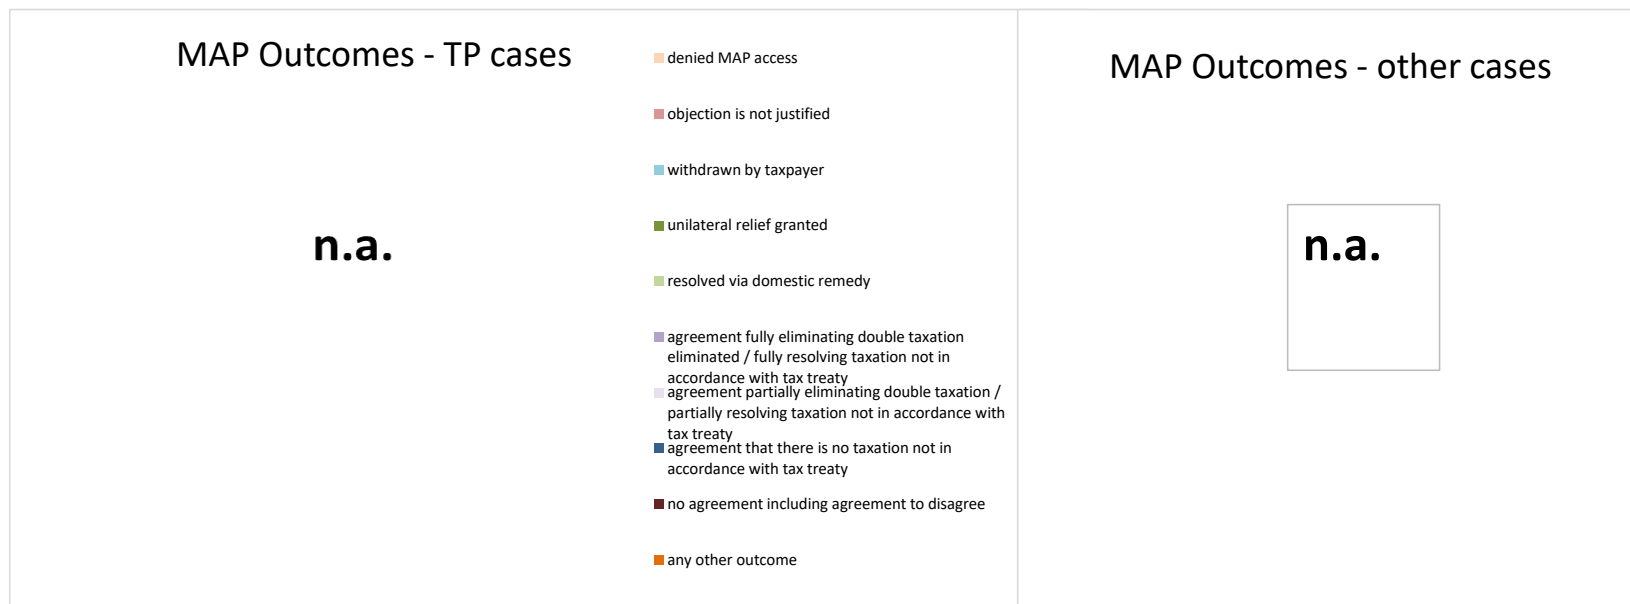 MAP Outcomes - TP cases
n.a.
denied MAP access
objection is not justified
withdrawn by taxpayer
unilateral relief granted
resolved via domestic remedy
agreement fully eliminating double taxation
eliminated / fully resolving taxation not in
accordance with tax treaty
agreement partially eliminating double taxation /
partially resolving taxation not in accordance with
tax treaty
agreement that there is no taxation not in
accordance with tax treaty
no agreement including agreement to disagree
any other outcome
MAP Outcomes - other cases
n.a.